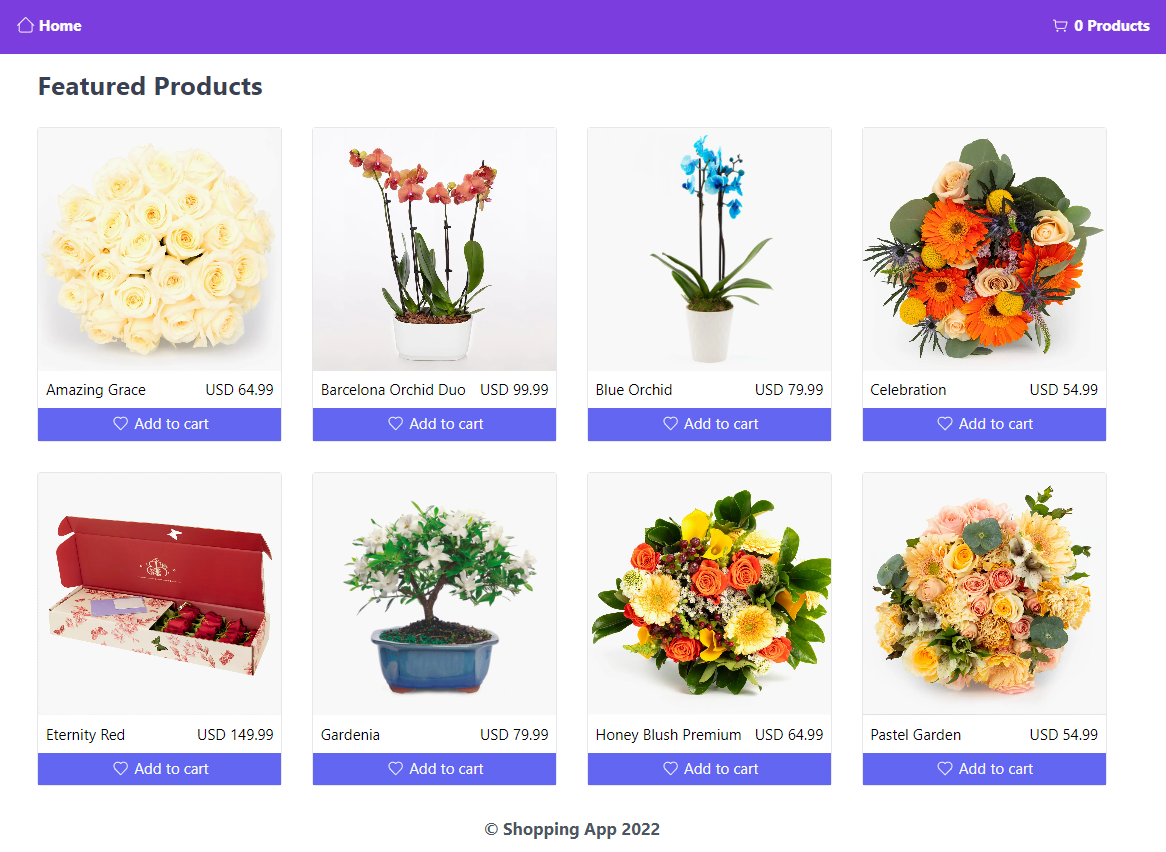 Home
0 Products
Featured Products
Amazing Grace USD 64.99
Barcelona Orchid Duo USD 99.99
Blue Orchid USD 79.99
Celebration USD 54.99
Add to cart
Add to cart
Add to cart
Add to cart
Eternity Red USD 149.99
Gardenia USD 79.99
Honey Blush Premium USD 64.99
Pastel Garden USD 54.99
Add to cart
Add to cart
Add to cart
Add to cart
© Shopping App 2022